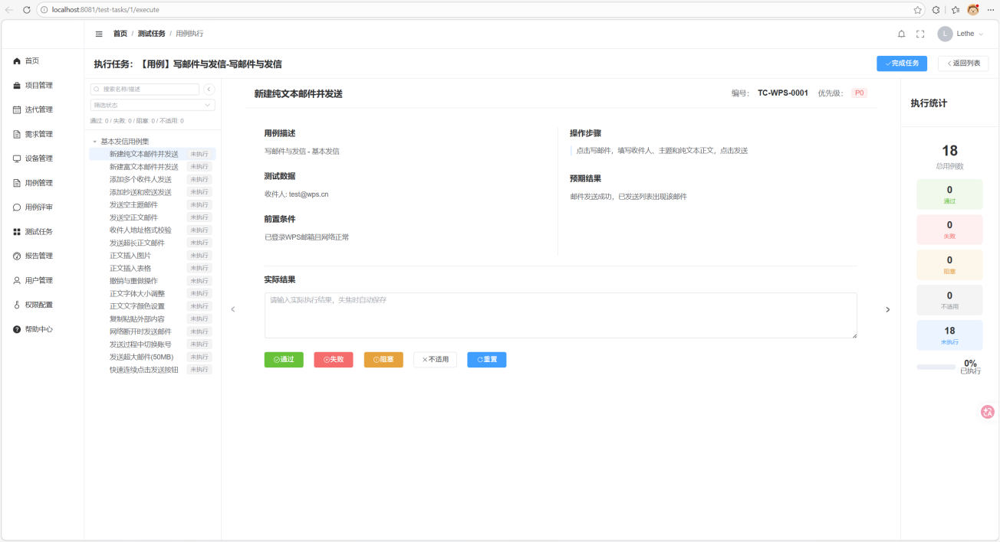 localhost:8081/test-tasks/1/execute
首页 / 测试任务 / 用例执行
L Lethe
首页
项目管理
迭代管理
需求管理
设备管理
用例管理
用例评审
测试任务
报告管理
用户管理
权限配置
帮助中心
执行任务：【用例】写邮件与发信-写邮件与发信
完成任务
返回列表
搜索名称/描述
筛选状态
通过: 0 / 失败: 0 / 阻塞: 0 / 不适用: 0
基本发信用例集
新建纯文本邮件并发送 未执行
新建富文本邮件并发送 未执行
添加多个收件人发送 未执行
添加抄送和密送发送 未执行
发送空主题邮件 未执行
发送空正文邮件 未执行
收件人地址格式校验 未执行
发送超长正文邮件 未执行
正文插入图片 未执行
正文插入表格 未执行
撤销与重做操作 未执行
正文字体大小调整 未执行
正文文字颜色设置 未执行
复制粘贴外部内容 未执行
网络断开时发送邮件 未执行
发送过程中切换账号 未执行
发送超大邮件(50MB) 未执行
快速连续点击发送按钮 未执行
新建纯文本邮件并发送
编号： TC-WPS-0001 优先级： P0
用例描述
写邮件与发信 - 基本发信
测试数据
收件人: test@wps.cn
前置条件
已登录WPS邮箱且网络正常
操作步骤
点击写邮件，填写收件人、主题和纯文本正文，点击发送
预期结果
邮件发送成功，已发送列表出现该邮件
实际结果
请输入实际执行结果，失焦时自动保存
通过 失败 阻塞 不适用 重置
执行统计
18
总用例数
0
通过
0
失败
0
阻塞
0
不适用
18
未执行
0%
已执行